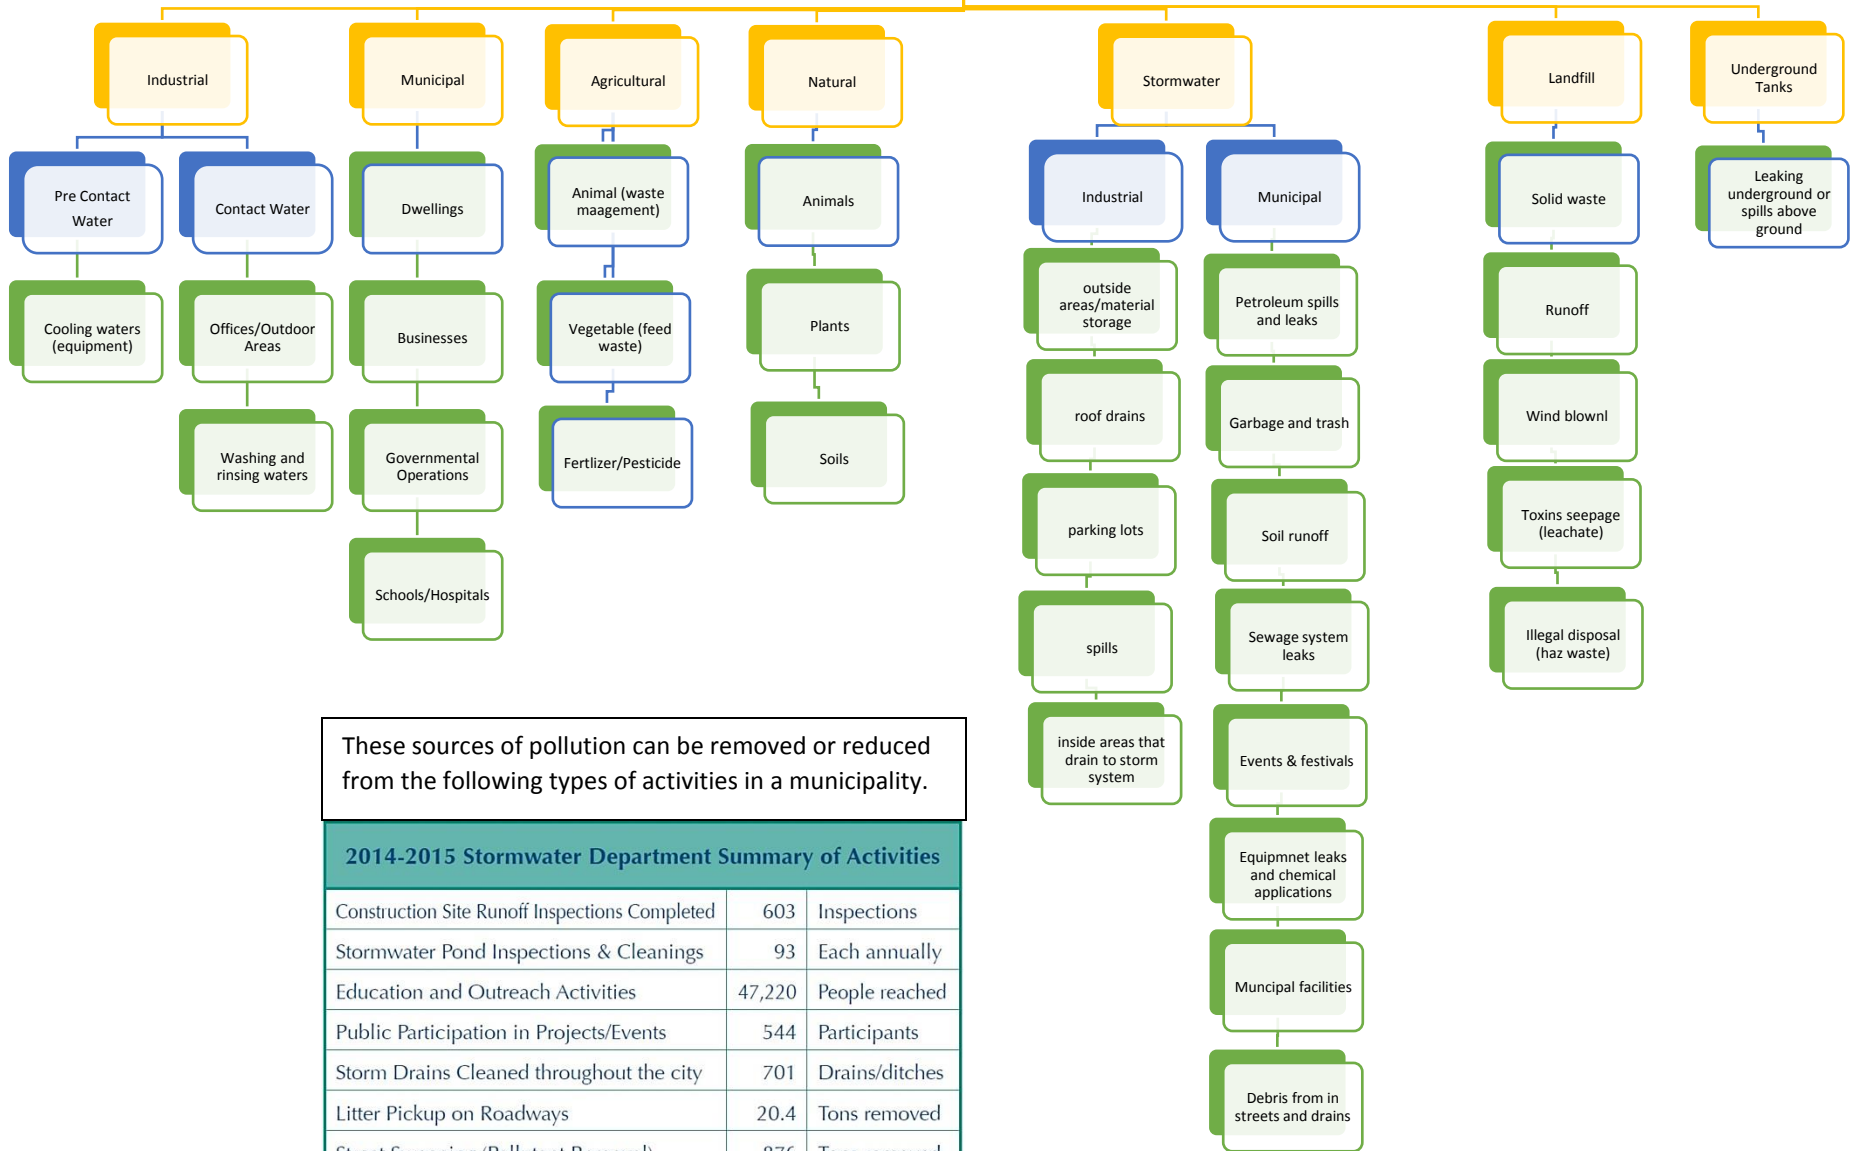 Industrial
Municipal
Agricultural
Natural
Stormwater
Landfill
Underground
Tanks
Pre Contact
Water
Contact Water
Cooling waters
(equipment)
Offices/Outdoor
Areas
Washing and
rinsing waters
Dwellings
Businesses
Governmental
Operations
Schools/Hospitals
Animal (waste
maagement)
Vegetable (feed
waste)
Fertlizer/Pesticide
Animals
Plants
Soils
Industrial
outside
areas/material
storage
roof drains
parking lots
spills
inside areas that
drain to storm
system
Municipal
Petroleum spills
and leaks
Garbage and trash
Soil runoff
Sewage system
leaks
Events & festivals
Equipmnet leaks
and chemical
applications
Muncipal facilities
Debris from in
streets and drains
Solid waste
Runoff
Wind blownl
Toxins seepage
(leachate)
Illegal disposal
(haz waste)
Leaking
underground or
spills above
ground
These sources of pollution can be removed or reduced
from the following types of activities in a municipality.
2014-2015 Stormwater Department Summary of Activities
Construction Site Runoff Inspections Completed 603 Inspections
Stormwater Pond Inspections & Cleanings 93 Each annually
Education and Outreach Activities 47,220 People reached
Public Participation in Projects/Events 544 Participants
Storm Drains Cleaned throughout the city 701 Drains/ditches
Litter Pickup on Roadways 20.4 Tons removed
Street Sweeping (Pollutant Removal) 876 Tons removed